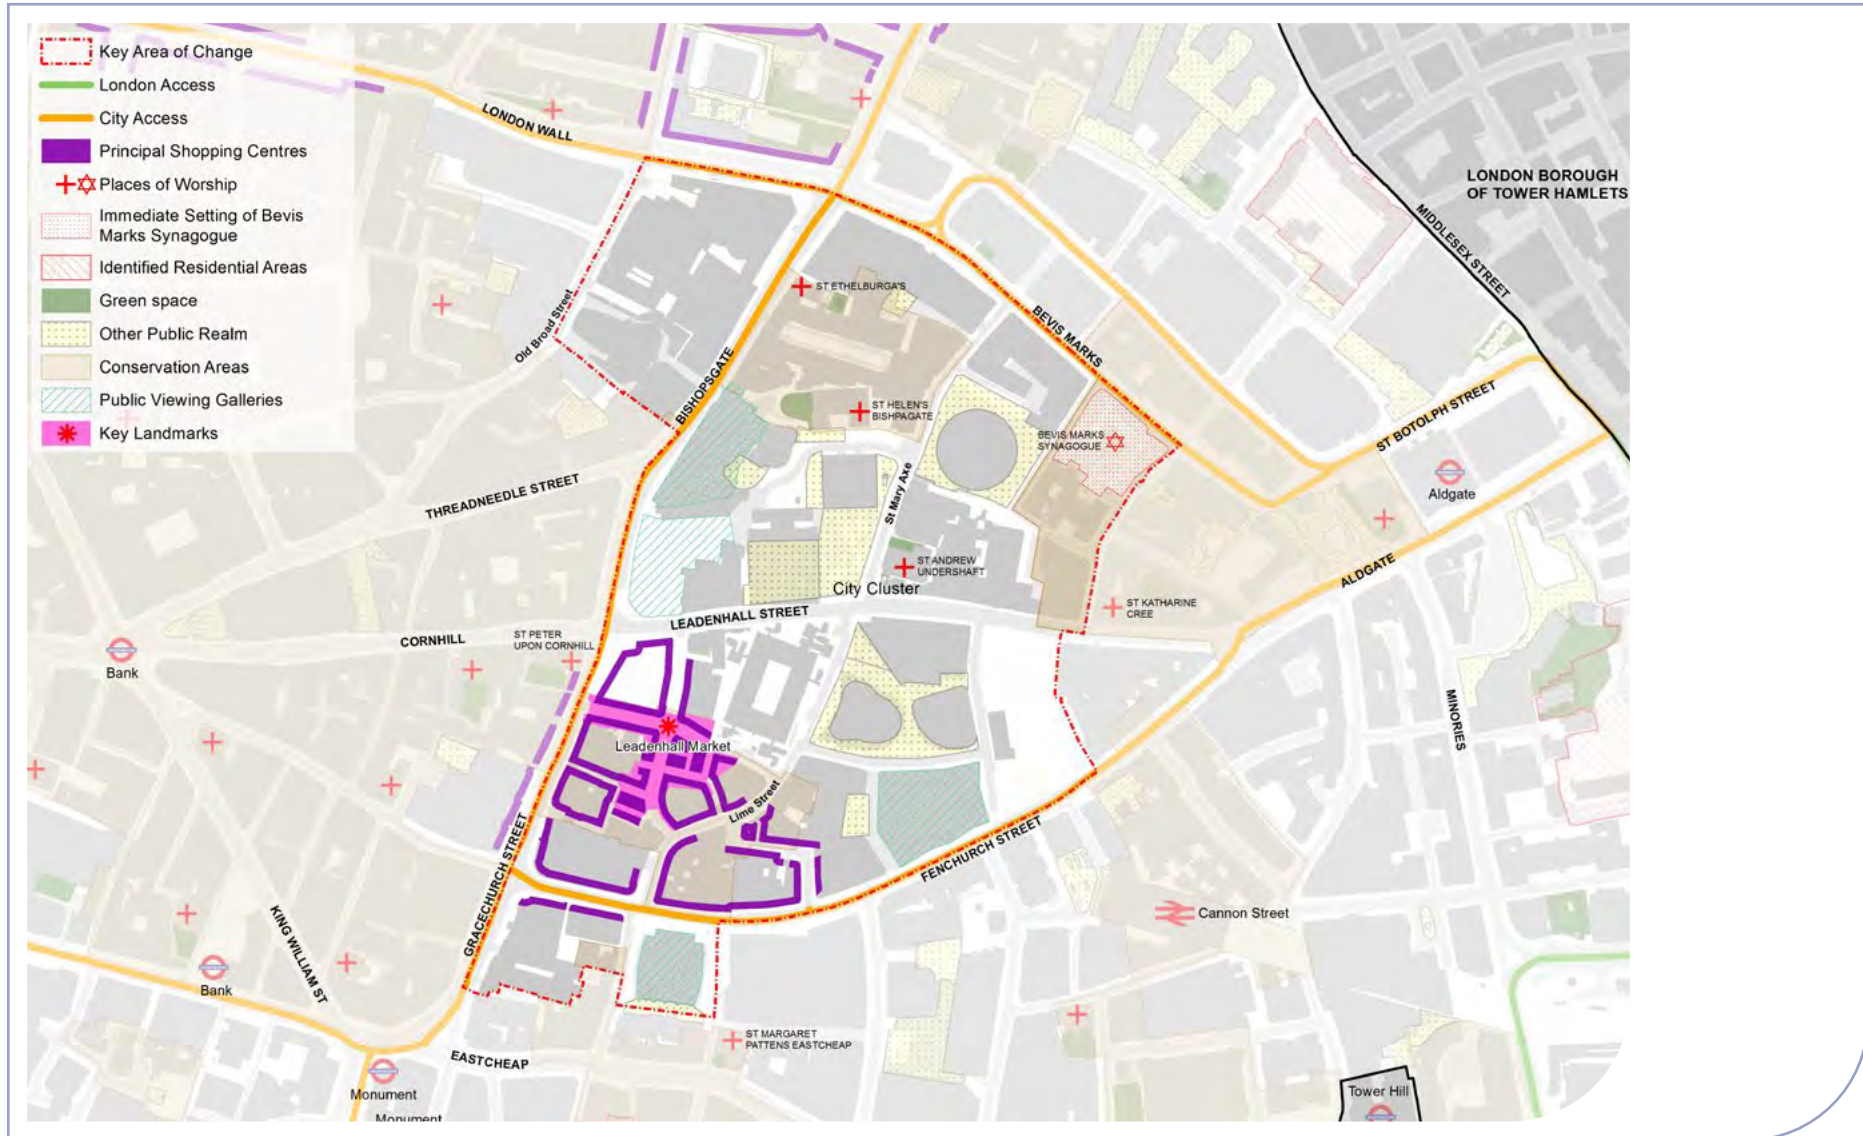 Key Area of Change
London Access
City Access
Principal Shopping Centres
Places of Worship
Immediate Setting of Bevis
Marks Synagogue
Identified Residential Areas
Green space
Other Public Realm
Conservation Areas
Public Viewing Galleries
Key Landmarks
LONDON WALL
LONDON BOROUGH
OF TOWER HAMLETS
MIDDLESEX STREET
Old Broad Street
ST ETHELBURGA'S
BEVIS MARKS
BISHOPSGATE
ST HELEN'S
BISHPAGATE
BEVIS MARKS
SYNAGOGUE
ST BOTOLPH STREET
Aldgate
THREADNEEDLE STREET
St Mary Axe
ST ANDREW
UNDERSHAFT
City Cluster
ALDGATE
ST KATHARINE
CREE
LEADENHALL STREET
CORNHILL
ST PETER
UPON CORNHILL
Bank
MINORIES
Leadenhall Market
Lime Street
GRACECHURCH STREET
FENCHURCH STREET
Cannon Street
KING WILLIAM ST
Bank
ST MARGARET
PATTENS EASTCHEAP
EASTCHEAP
Monument
Tower Hill
Monument